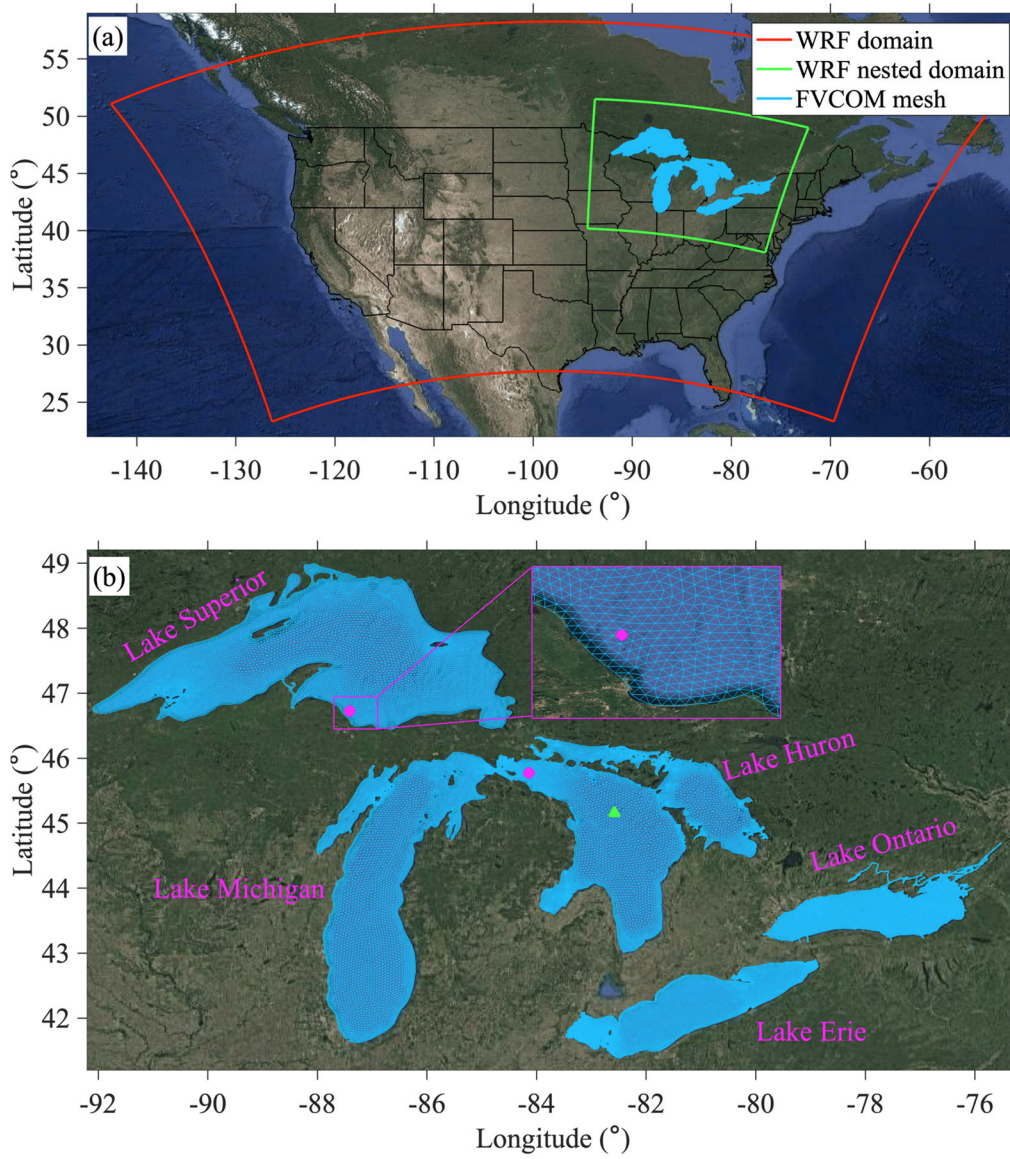 (a)
WRF domain
WRF nested domain
FVCOM mesh
55
50
45
40
35
30
25
Latitude (°)
-140 -130 -120 -110 -100 -90 -80 -70 -60
Longitude (°)
(b)
49
48
47
46
45
44
43
42
Latitude (°)
Lake Superior
Lake Huron
Lake Ontario
Lake Michigan
Lake Erie
-92 -90 -88 -86 -84 -82 -80 -78 -76
Longitude (°)